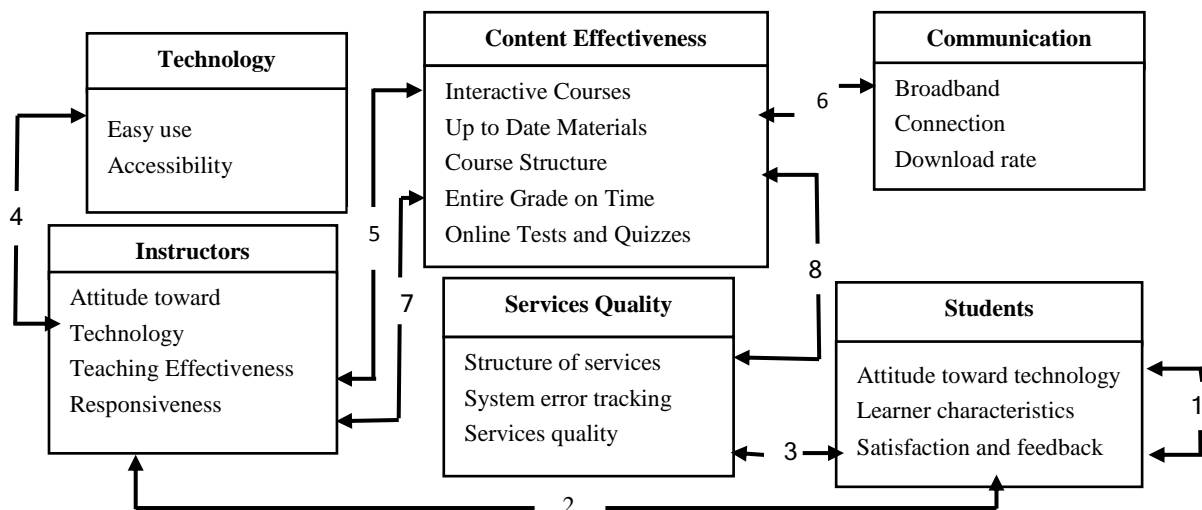 Technology
Easy use
Accessibility
Content Effectiveness
Interactive Courses
Up to Date Materials
Course Structure
Entire Grade on Time
Online Tests and Quizzes
Communication
Broadband
Connection
Download rate
6
4
5
7
8
Instructors
Attitude toward
Technology
Teaching Effectiveness
Responsiveness
Services Quality
Structure of services
System error tracking
Services quality
Students
Attitude toward technology
Learner characteristics
Satisfaction and feedback
1
3
2